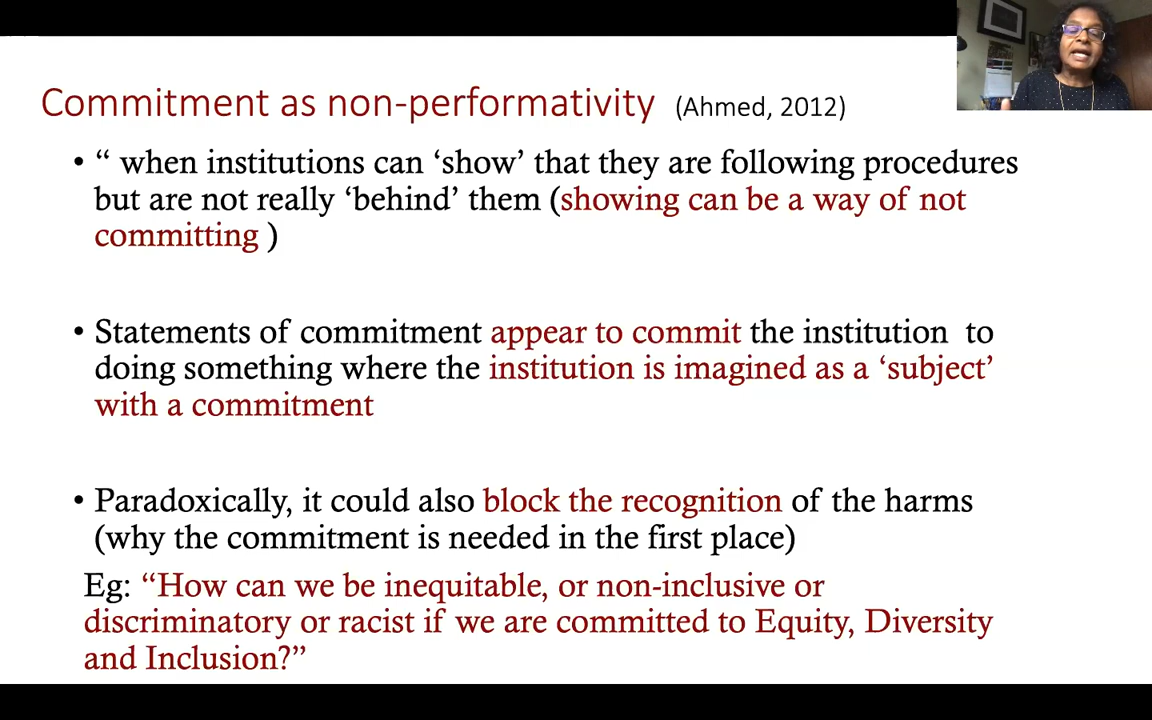 Commitment as non-performativity (Ahmed, 2012)
• “ when institutions can ‘show’ that they are following procedures
but are not really ‘behind’ them (showing can be a way of not
committing )
• Statements of commitment appear to commit the institution to
doing something where the institution is imagined as a ‘subject’
with a commitment
• Paradoxically, it could also block the recognition of the harms
(why the commitment is needed in the first place)
Eg: “How can we be inequitable, or non-inclusive or
discriminatory or racist if we are committed to Equity, Diversity
and Inclusion?”